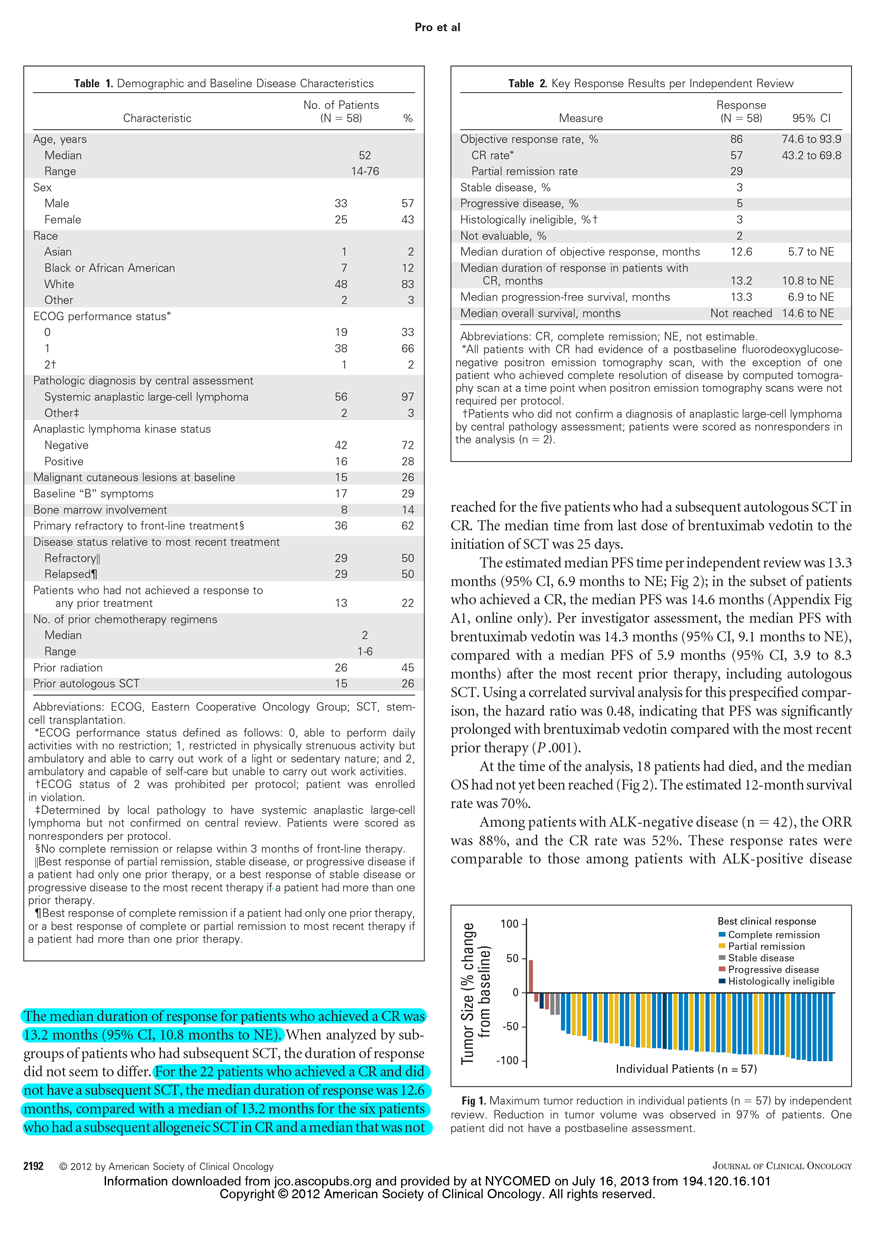 Pro et al
Table 1. Demographic and Baseline Disease Characteristics
Characteristic
No. of Patients
(N = 58)
%
Age, years
Median 52
Range 14-76
Sex
Male 33 57
Female 25 43
Race
Asian 1 2
Black or African American 7 12
White 48 83
Other 2 3
ECOG performance status*
0 19 33
1 38 66
2† 1 2
Pathologic diagnosis by central assessment
Systemic anaplastic large-cell lymphoma 56 97
Other‡ 2 3
Anaplastic lymphoma kinase status
Negative 42 72
Positive 16 28
Malignant cutaneous lesions at baseline 15 26
Baseline “B” symptoms 17 29
Bone marrow involvement 8 14
Primary refractory to front-line treatment§ 36 62
Disease status relative to most recent treatment
Refractory∥ 29 50
Relapsed¶ 29 50
Patients who had not achieved a response to
any prior treatment 13 22
No. of prior chemotherapy regimens
Median 2
Range 1-6
Prior radiation 26 45
Prior autologous SCT 15 26
Abbreviations: ECOG, Eastern Cooperative Oncology Group; SCT, stem-
cell transplantation.
*ECOG performance status defined as follows: 0, able to perform daily
activities with no restriction; 1, restricted in physically strenuous activity but
ambulatory and able to carry out work of a light or sedentary nature; and 2,
ambulatory and capable of self-care but unable to carry out work activities.
†ECOG status of 2 was prohibited per protocol; patient was enrolled
in violation.
‡Determined by local pathology to have systemic anaplastic large-cell
lymphoma but not confirmed on central review. Patients were scored as
nonresponders per protocol.
§No complete remission or relapse within 3 months of front-line therapy.
∥Best response of partial remission, stable disease, or progressive disease if
a patient had only one prior therapy, or a best response of stable disease or
progressive disease to the most recent therapy if a patient had more than one
prior therapy.
¶Best response of complete remission if a patient had only one prior therapy,
or a best response of complete or partial remission to most recent therapy if
a patient had more than one prior therapy.
The median duration of response for patients who achieved a CR was
13.2 months (95% CI, 10.8 months to NE). When analyzed by sub-
groups of patients who had subsequent SCT, the duration of response
did not seem to differ. For the 22 patients who achieved a CR and did
not have a subsequent SCT, the median duration of response was 12.6
months, compared with a median of 13.2 months for the six patients
who had a subsequent allogeneic SCT in CR and a median that was not
Table 2. Key Response Results per Independent Review
Measure
Response
(N = 58)
95% CI
Objective response rate, % 86 74.6 to 93.9
CR rate* 57 43.2 to 69.8
Partial remission rate 29
Stable disease, % 3
Progressive disease, % 5
Histologically ineligible, %† 3
Not evaluable, % 2
Median duration of objective response, months 12.6 5.7 to NE
Median duration of response in patients with
CR, months 13.2 10.8 to NE
Median progression-free survival, months 13.3 6.9 to NE
Median overall survival, months Not reached 14.6 to NE
Abbreviations: CR, complete remission; NE, not estimable.
*All patients with CR had evidence of a postbaseline fluorodeoxyglucose-
negative positron emission tomography scan, with the exception of one
patient who achieved complete resolution of disease by computed tomogra-
phy scan at a time point when positron emission tomography scans were not
required per protocol.
†Patients who did not confirm a diagnosis of anaplastic large-cell lymphoma
by central pathology assessment; patients were scored as nonresponders in
the analysis (n = 2).
reached for the five patients who had a subsequent autologous SCT in
CR. The median time from last dose of brentuximab vedotin to the
initiation of SCT was 25 days.
The estimated median PFS time per independent review was 13.3
months (95% CI, 6.9 months to NE; Fig 2); in the subset of patients
who achieved a CR, the median PFS was 14.6 months (Appendix Fig
A1, online only). Per investigator assessment, the median PFS with
brentuximab vedotin was 14.3 months (95% CI, 9.1 months to NE),
compared with a median PFS of 5.9 months (95% CI, 3.9 to 8.3
months) after the most recent prior therapy, including autologous
SCT. Using a correlated survival analysis for this prespecified compar-
ison, the hazard ratio was 0.48, indicating that PFS was significantly
prolonged with brentuximab vedotin compared with the most recent
prior therapy (P .001).
At the time of the analysis, 18 patients had died, and the median
OS had not yet been reached (Fig 2). The estimated 12-month survival
rate was 70%.
Among patients with ALK-negative disease (n = 42), the ORR
was 88%, and the CR rate was 52%. These response rates were
comparable to those among patients with ALK-positive disease
Tumor Size (% change
from baseline)
100
50
0
-50
-100
Best clinical response
Complete remission
Partial remission
Stable disease
Progressive disease
Histologically ineligible
Individual Patients (n = 57)
Fig 1. Maximum tumor reduction in individual patients (n = 57) by independent
review. Reduction in tumor volume was observed in 97% of patients. One
patient did not have a postbaseline assessment.
2192 © 2012 by American Society of Clinical Oncology
JOURNAL OF CLINICAL ONCOLOGY
Information downloaded from jco.ascopubs.org and provided by at NYCOMED on July 16, 2013 from 194.120.16.101
Copyright © 2012 American Society of Clinical Oncology. All rights reserved.